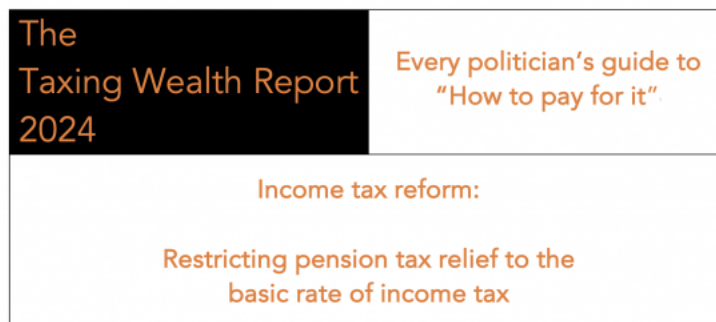 The
Taxing Wealth Report
2024
Every politician’s guide to
“How to pay for it”.
Income tax reform:
Restricting pension tax relief to the
basic rate of income tax